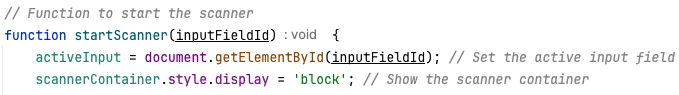 // Function to start the scanner
function startScanner(inputFieldId) : void {
    activeInput = document.getElementById(inputFieldId); // Set the active input field
    scannerContainer.style.display = 'block'; // Show the scanner container